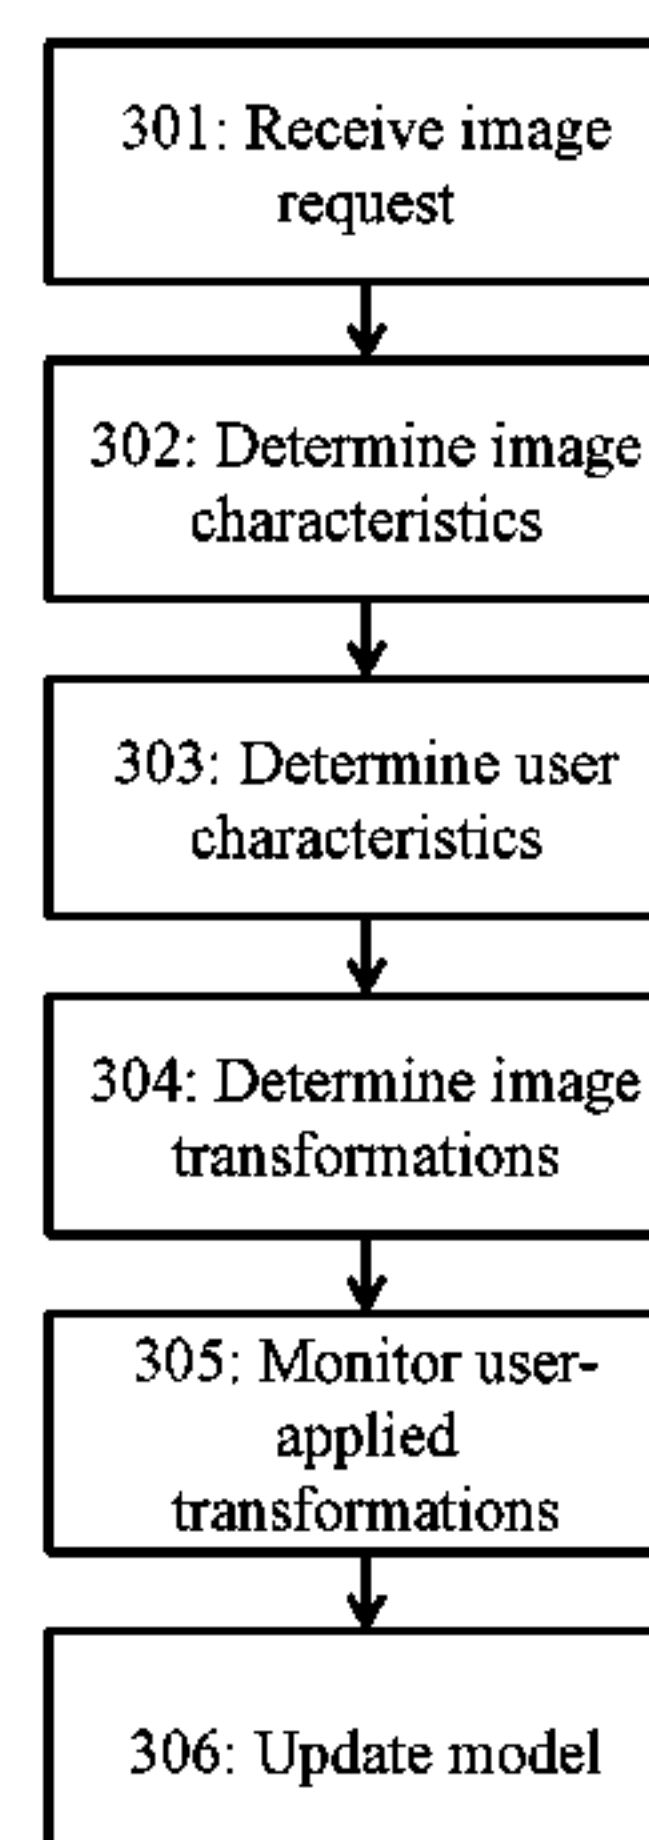 301: Receive image
request
302: Determine image
characteristics
303: Determine user
characteristics
304: Determine image
transformations
305: Monitor user-
applied
transformations
306: Update model